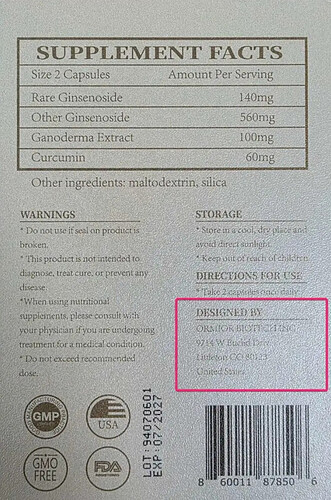 SUPPLEMENT FACTS
Size 2 Capsules Amount Per Serving
Rare Ginsenoside 140mg
Other Ginsenoside 560mg
Ganoderma Extract 100mg
Curcumin 60mg
Other ingredients: maltodextrin, silica
WARNINGS
* Do not use if seal on product is
broken.
* This product is not intended to
diagnose, treat cure, or prevent any
disease.
*When using nutritional
supplements, please consult with
your physician if you are undergoing
treatment for a medical condition.
* Do not exceed recommended
dose.
STORAGE
* Store in a cool, dry place and
avoid direct sunlight.
* Keep out of reach of children.
DIRECTIONS FOR USE
* Take 2 capsules once daily
DESIGNED BY
BIOTECH INC
9714 W Euclid
Littleton CO 80123
United States
GMP
USA
GMO
FREE
FDA
LOT: 94070601
EXP: 07/2027
8 60011 87850 6